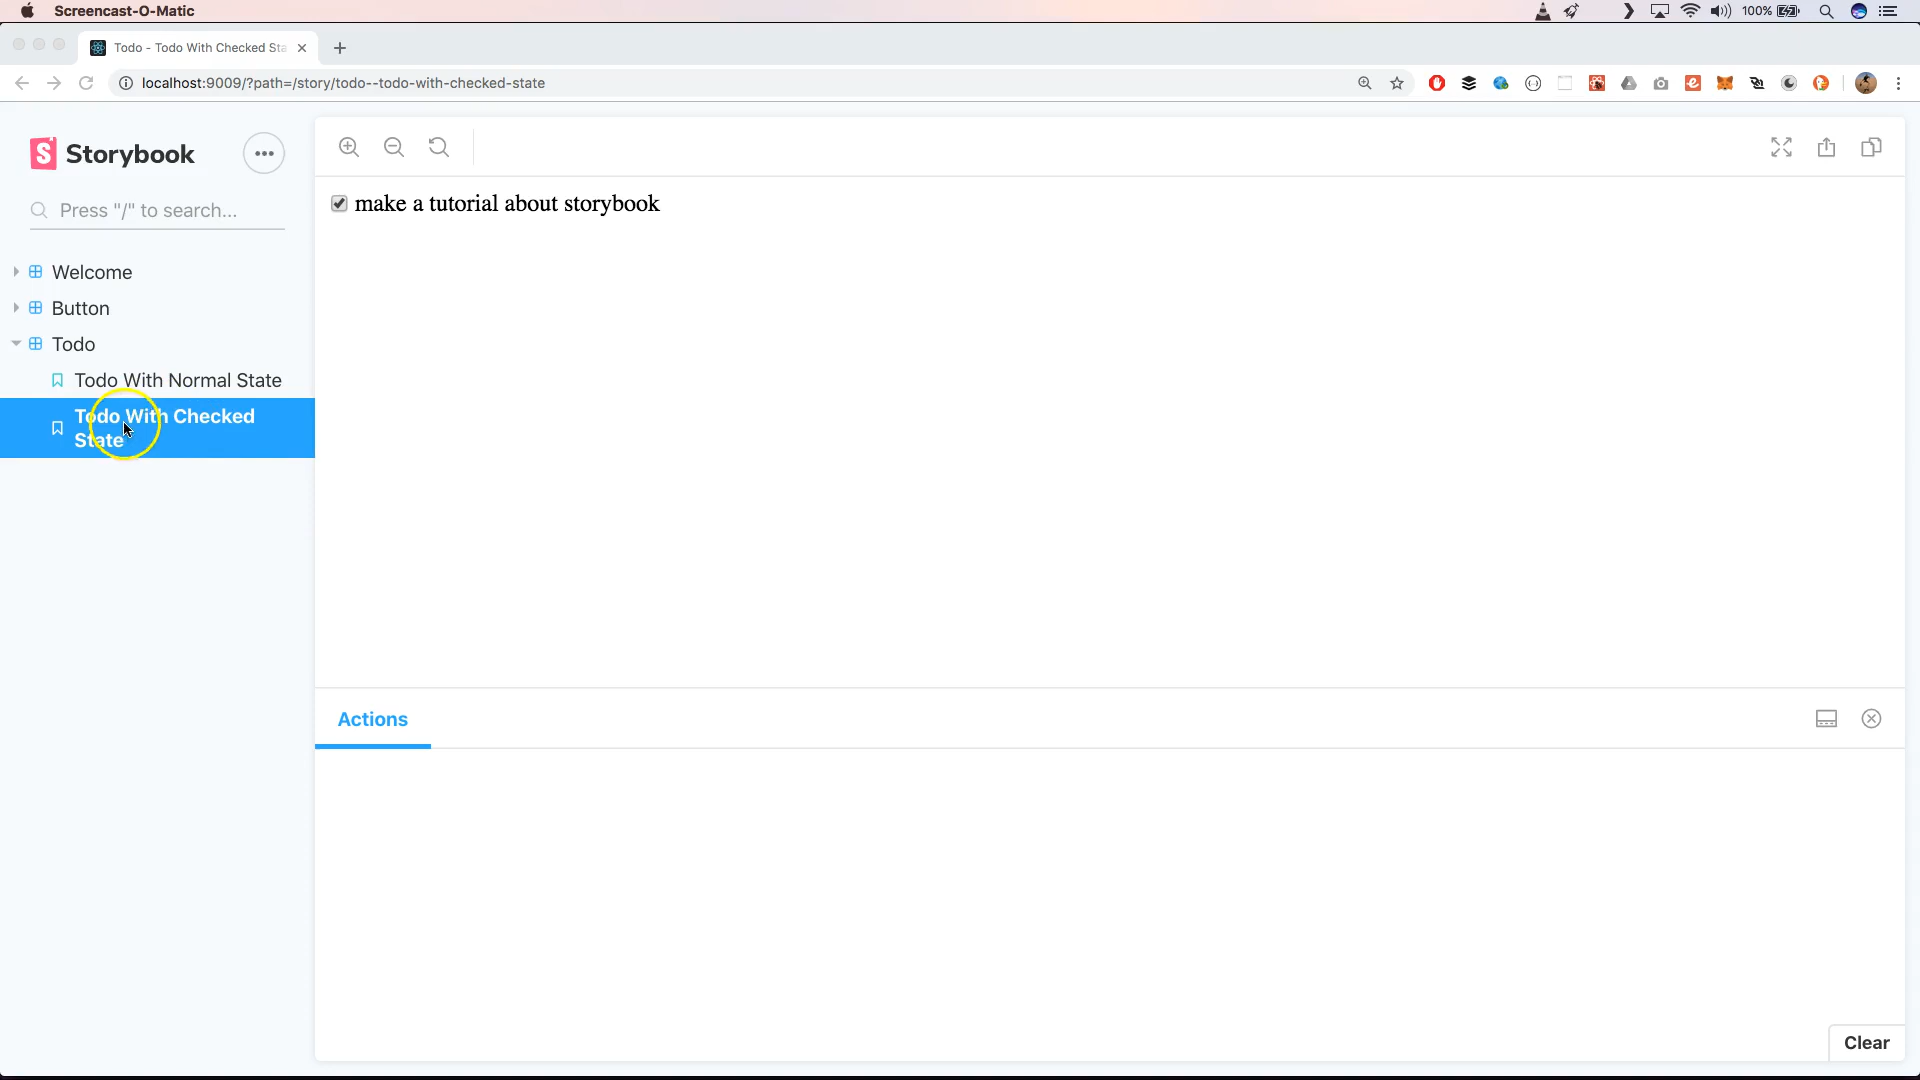 Screencast-O-Matic
100%
Todo - Todo With Checked Sta
localhost:9009/?path=/story/todo--todo-with-checked-state
Storybook
Press "/" to search...
Welcome
Button
Todo
Todo With Normal State
Todo With Checked
State
make a tutorial about storybook
Actions
Clear